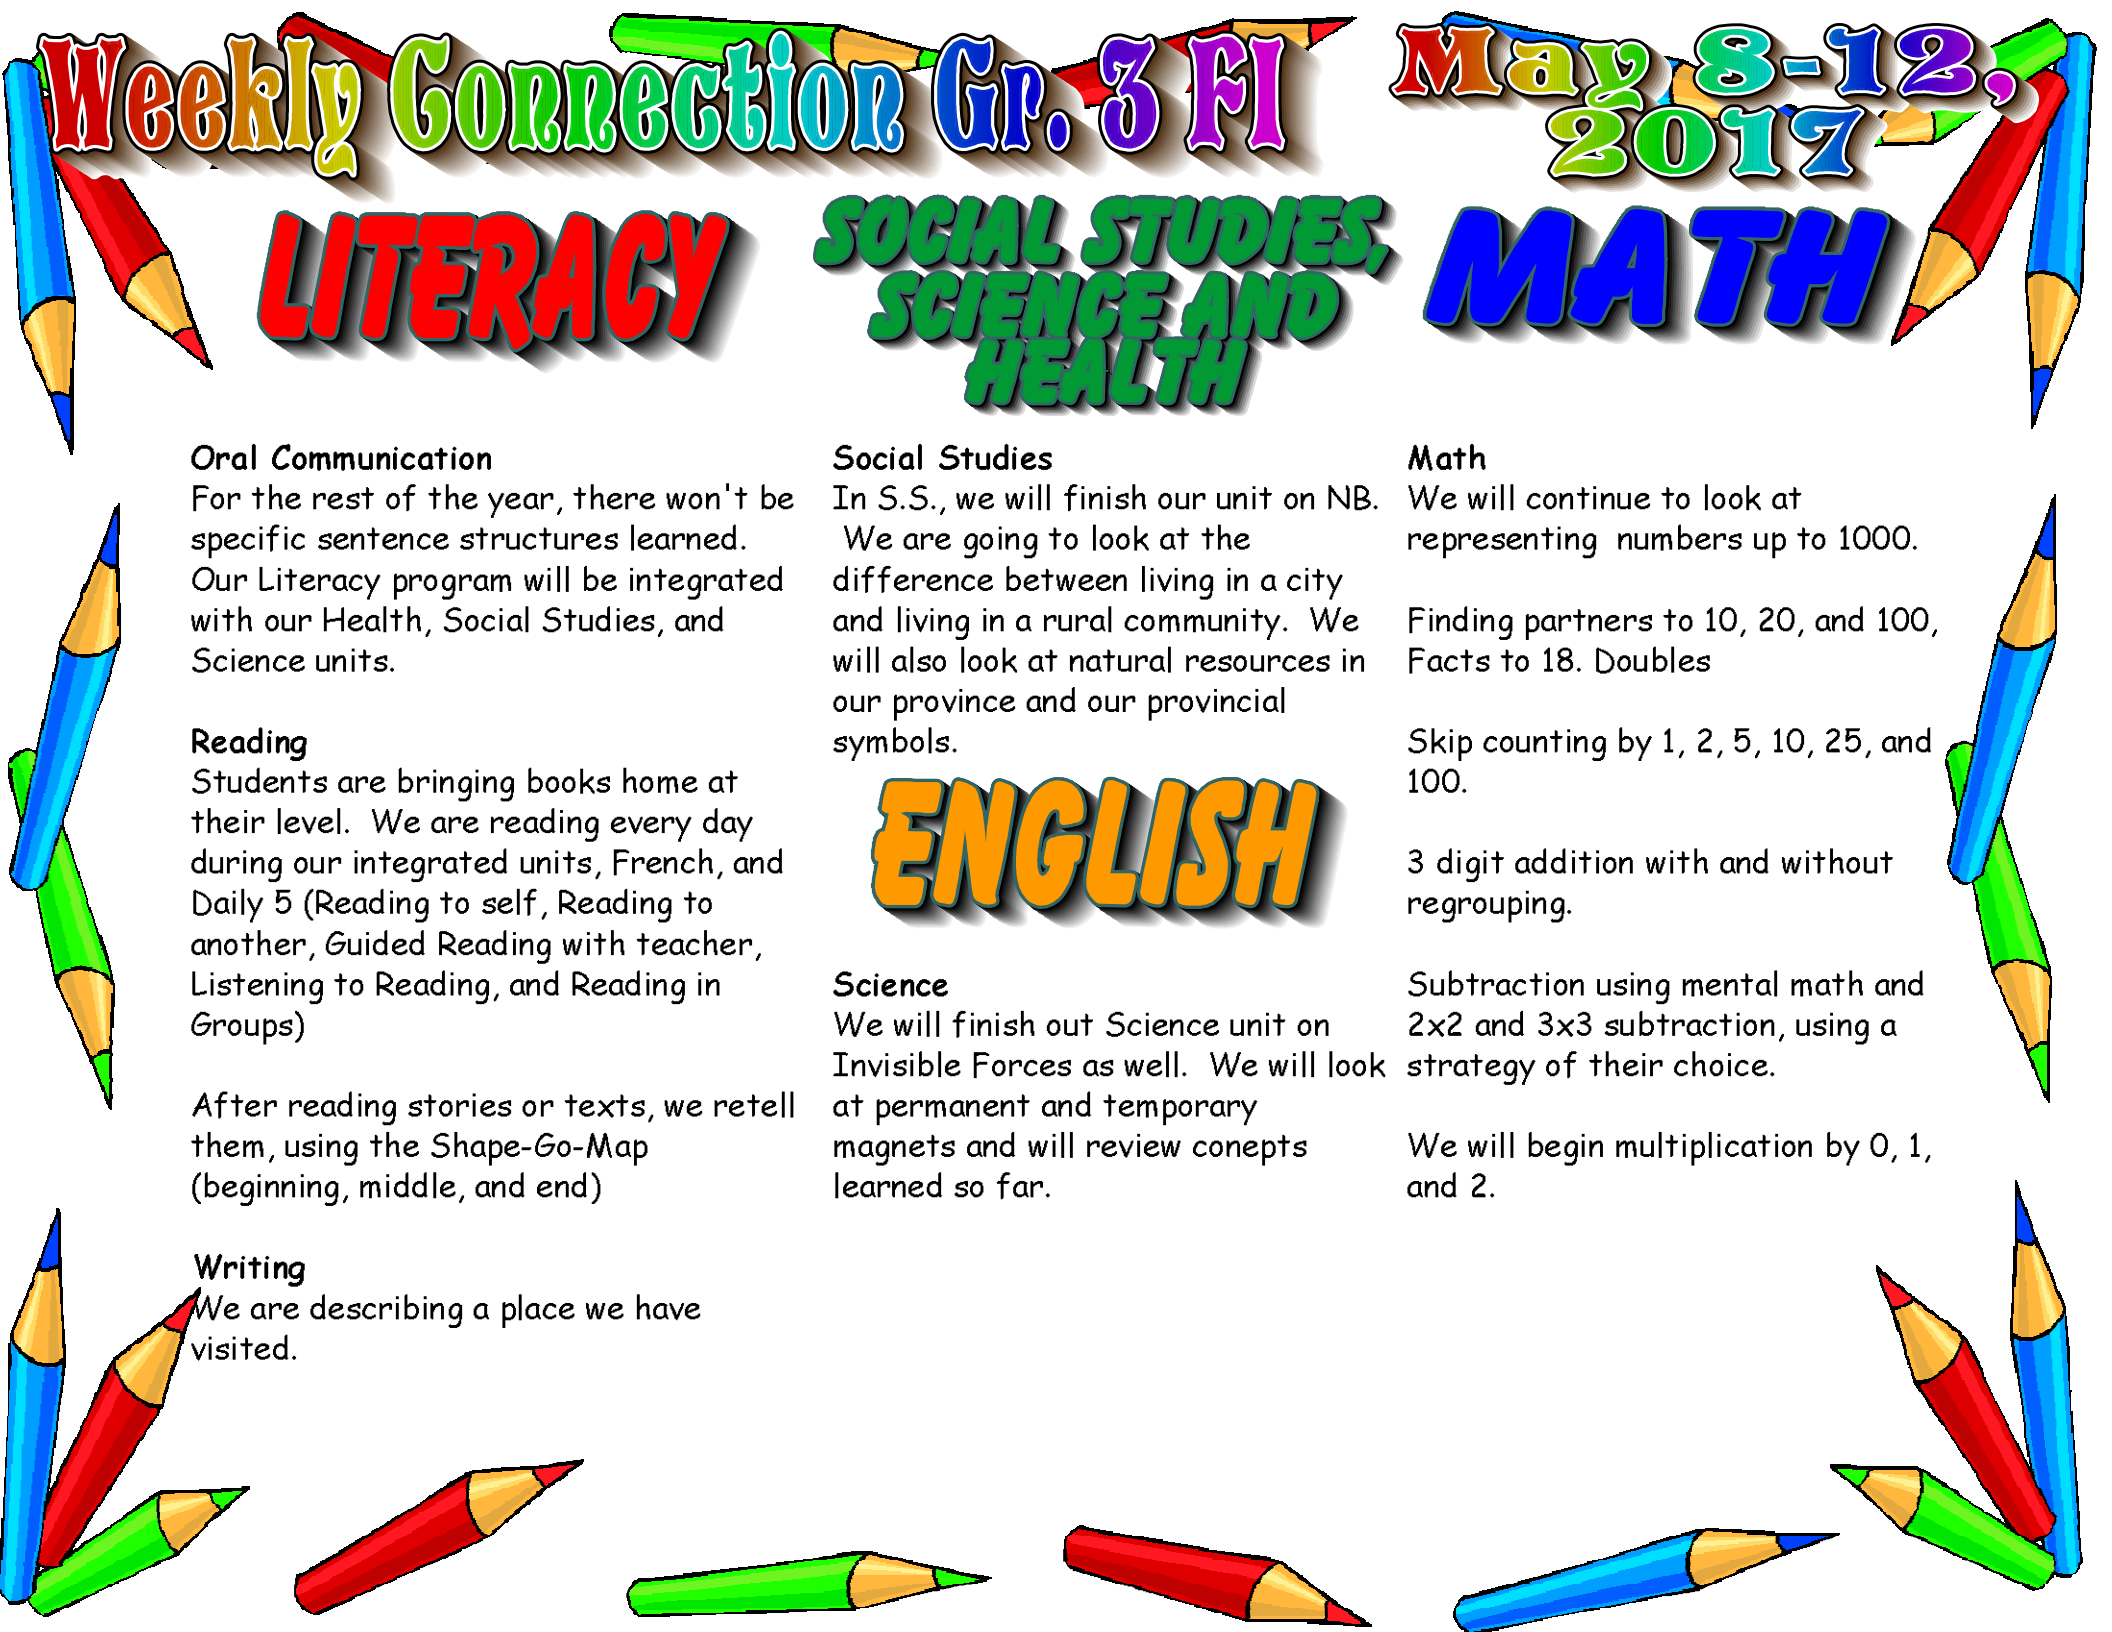 Weekly Connection Gr. 3 FI
May 8-12,
2017
LITERACY
Oral Communication
For the rest of the year, there won't be
specific sentence structures learned.
Our Literacy program will be integrated
with our Health, Social Studies, and
Science units.
Reading
Students are bringing books home at
their level.  We are reading every day
during our integrated units, French, and
Daily 5 (Reading to self, Reading to
another, Guided Reading with teacher,
Listening to Reading, and Reading in
Groups)
After reading stories or texts, we retell
them, using the Shape-Go-Map
(beginning, middle, and end)
Writing
We are describing a place we have
visited.
SOCIAL STUDIES,
SCIENCE AND
HEALTH
Social Studies
In S.S., we will finish our unit on NB.
We are going to look at the
difference between living in a city
and living in a rural community.  We
will also look at natural resources in
our province and our provincial
symbols.
ENGLISH
Science
We will finish out Science unit on
Invisible Forces as well.  We will look
at permanent and temporary
magnets and will review conepts
learned so far.
MATH
Math
We will continue to look at
representing  numbers up to 1000.
Finding partners to 10, 20, and 100,
Facts to 18. Doubles
Skip counting by 1, 2, 5, 10, 25, and
100.
3 digit addition with and without
regrouping.
Subtraction using mental math and
2x2 and 3x3 subtraction, using a
strategy of their choice.
We will begin multiplication by 0, 1,
and 2.